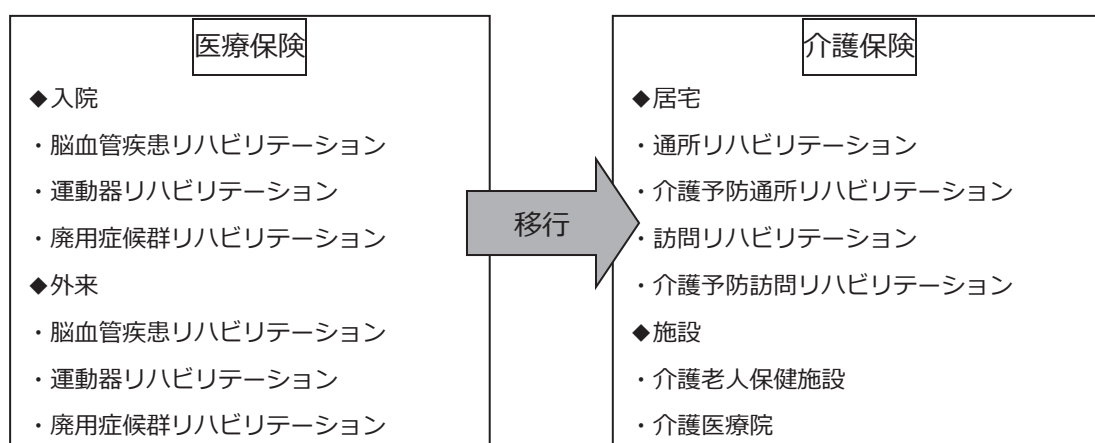 医療保険
◆入院
・脳血管疾患リハビリテーション
・運動器リハビリテーション
・廃用症候群リハビリテーション
◆外来
・脳血管疾患リハビリテーション
・運動器リハビリテーション
・廃用症候群リハビリテーション
移行
介護保険
◆居宅
・通所リハビリテーション
・介護予防通所リハビリテーション
・訪問リハビリテーション
・介護予防訪問リハビリテーション
◆施設
・介護老人保健施設
・介護医療院